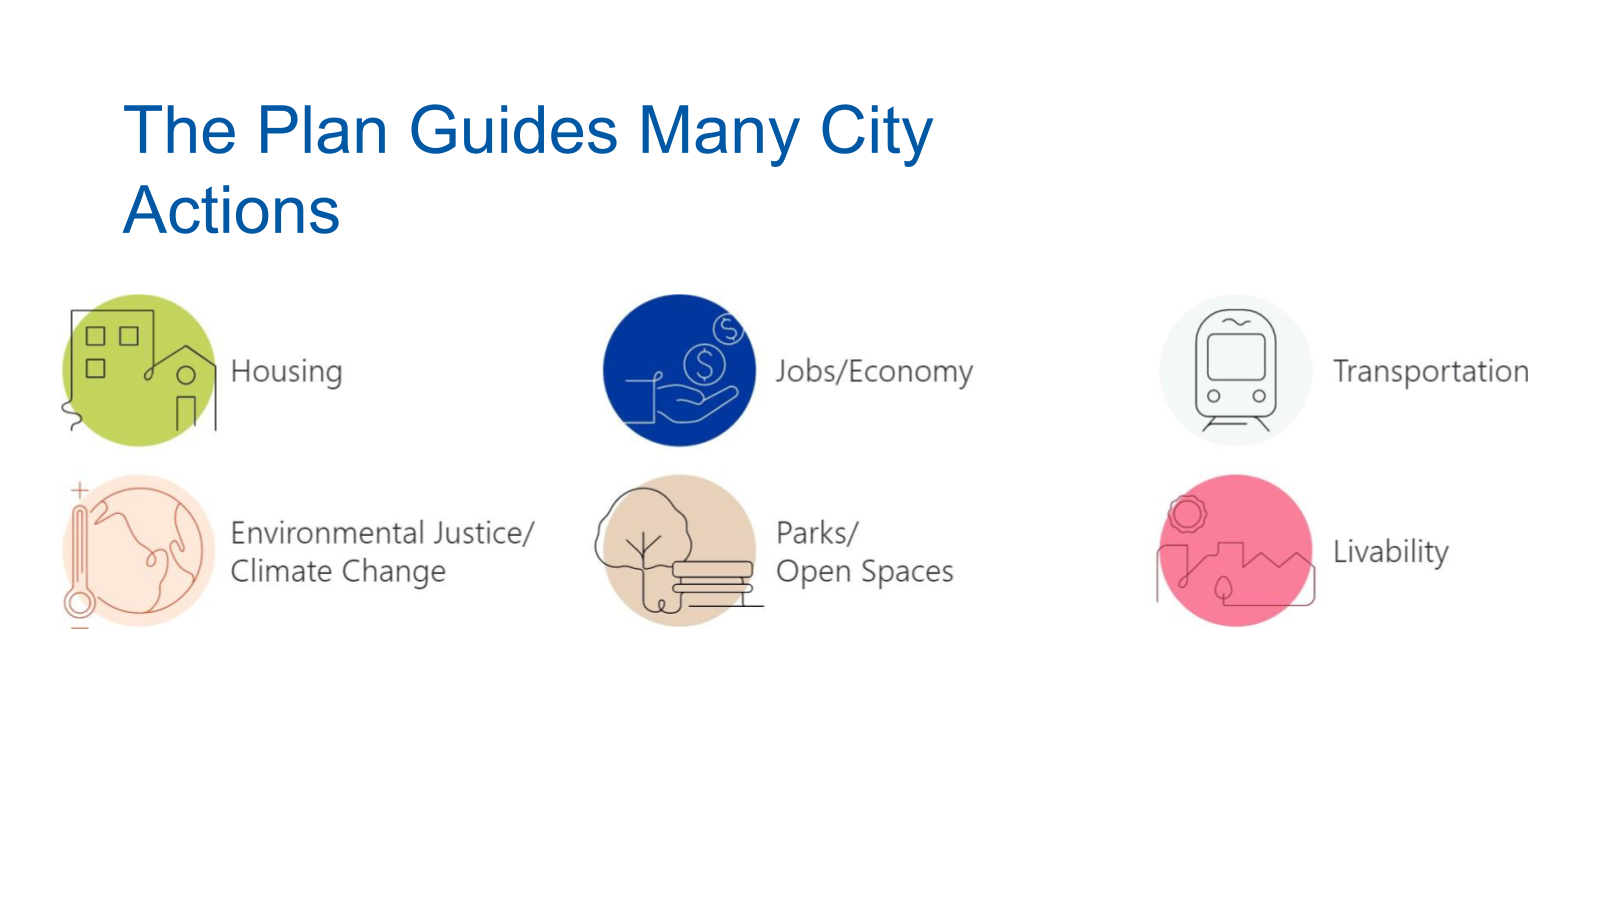 The Plan Guides Many City
Actions
Housing
Jobs/Economy
Transportation
Environmental Justice/
Climate Change
Parks/
Open Spaces
Livability